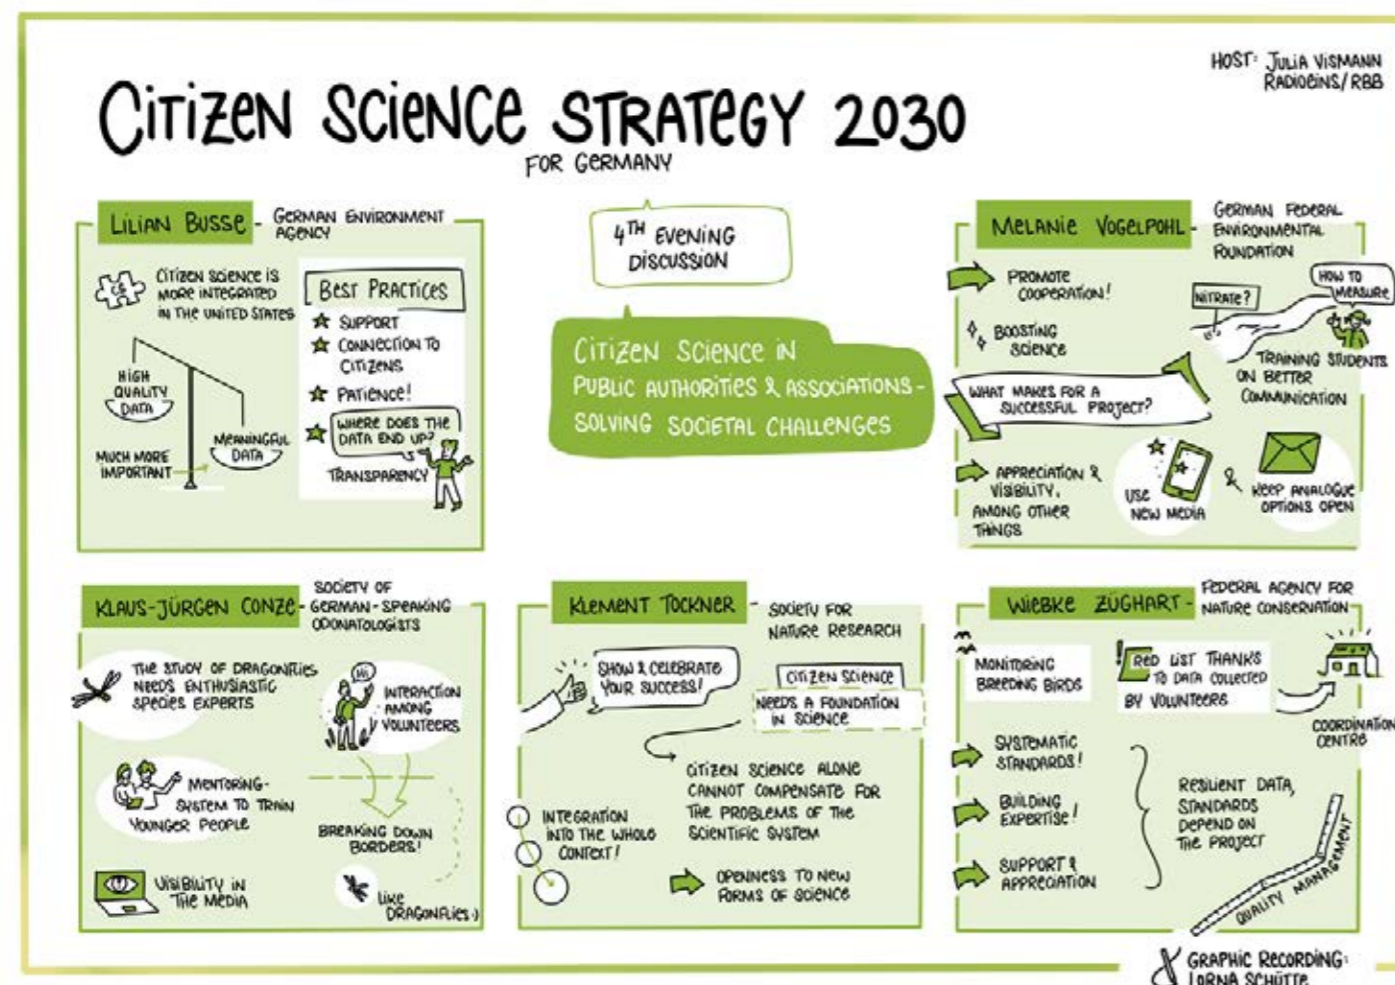 HOST: JULIA VISMANN
RADIOEINS/RBB
CITIZEN SCIENCE STRATEGY 2030
FOR GERMANY
4TH EVENING
DISCUSSION
CITIZEN SCIENCE IN
PUBLIC AUTHORITIES & ASSOCIATIONS -
SOLVING SOCIETAL CHALLENGES
LILIAN BUSSE - GERMAN ENVIRONMENT
AGENCY
CS
CITIZEN SCIENCE IS
MORE INTEGRATED
IN THE UNITED STATES
HIGH
QUALITY
DATA
MEANINGFUL
DATA
MUCH MORE
IMPORTANT
BEST PRACTICES
SUPPORT
CONNECTION TO
CITIZENS
PATIENCE!
WHERE DOES THE
DATA END UP?
TRANSPARENCY
MELANIE VOGELPOHL - GERMAN FEDERAL
ENVIRONMENTAL
FOUNDATION
PROMOTE
COOPERATION!
BOOSTING
SCIENCE
NITRATE?
HOW TO
MEASURE
TRAINING STUDENTS
ON BETTER
COMMUNICATION
WHAT MAKES FOR A
SUCCESSFUL PROJECT?
APPRECIATION &
VISIBILITY,
AMONG OTHER
THINGS
USE
NEW MEDIA
&
KEEP ANALOGUE
OPTIONS OPEN
KLAUS-JÜRGEN CONZE - SOCIETY OF
GERMAN-SPEAKING
ODONATOLOGISTS
THE STUDY OF DRAGONFLIES
NEEDS ENTHUSIASTIC
SPECIES EXPERTS
HI
INTERACTION
AMONG
VOLUNTEERS
MENTORING-
SYSTEM TO TRAIN
YOUNGER PEOPLE
BREAKING DOWN
BORDERS!
VISIBILITY IN
THE MEDIA
LIKE
DRAGONFLIES:)
KLEMENT TOCKNER - SOCIETY FOR
NATURE RESEARCH
SHOW & CELEBRATE
YOUR SUCCESS!
CITIZEN SCIENCE
NEEDS A FOUNDATION
IN SCIENCE
CITIZEN SCIENCE ALONE
CANNOT COMPENSATE FOR
THE PROBLEMS OF THE
SCIENTIFIC SYSTEM
INTEGRATION
INTO THE WHOLE
CONTEXT!
OPENNESS TO NEW
FORMS OF SCIENCE
WIEBKE ZÜGHART - FEDERAL AGENCY FOR
NATURE CONSERVATION
MONITORING
BREEDING BIRDS
! RED LIST THANKS
TO DATA COLLECTED
BY VOLUNTEERS
COORDINATION
CENTRE
SYSTEMATIC
STANDARDS!
BUILDING
EXPERTISE!
SUPPORT &
APPRECIATION
RESILIENT DATA,
STANDARDS
DEPEND ON
THE PROJECT
QUALITY MANAGEMENT
GRAPHIC RECORDING:
LORNA SCHÜTTE